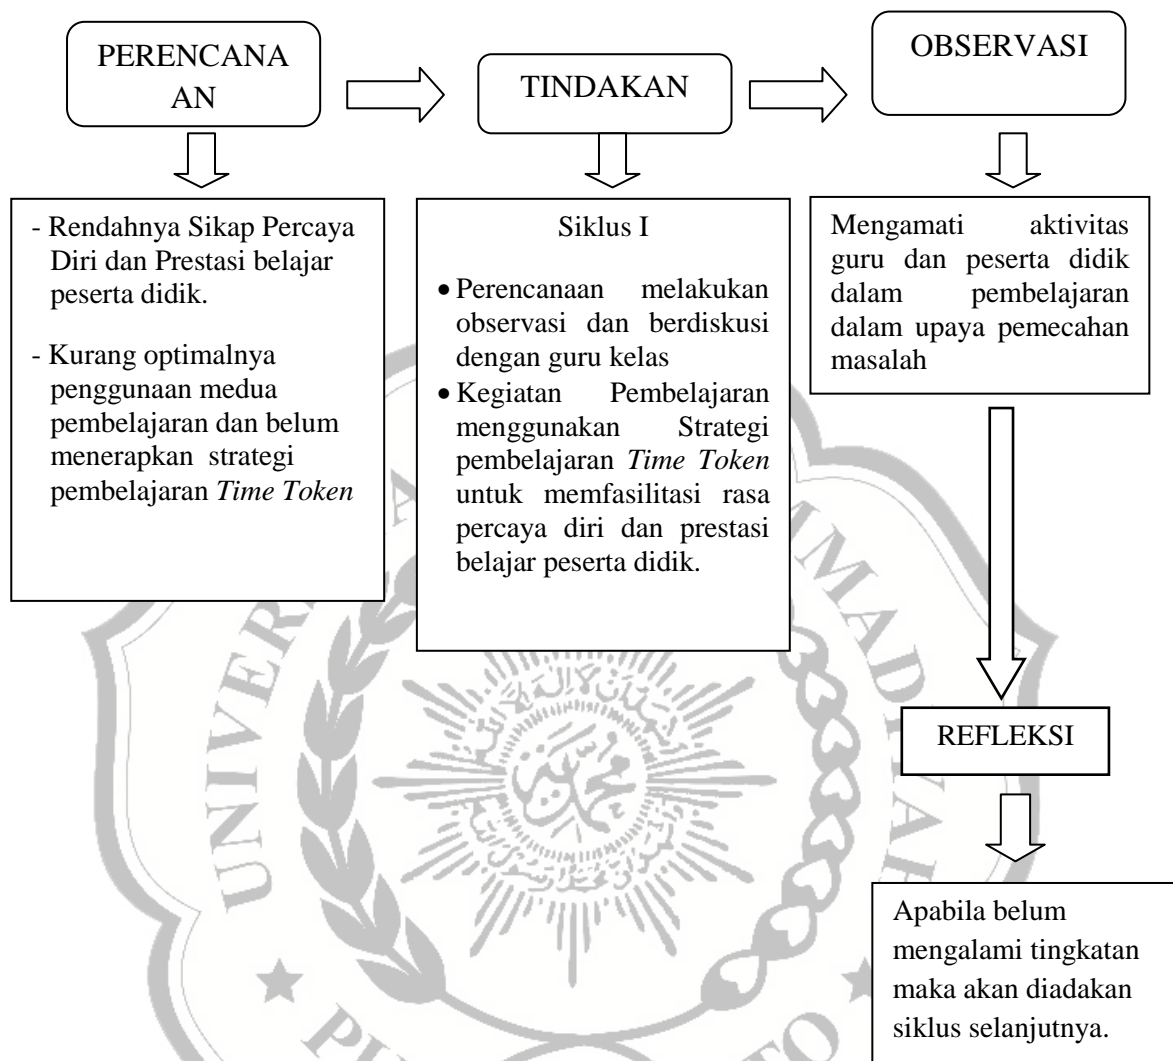 PERENCANA
AN
TINDAKAN
OBSERVASI
- Rendahnya Sikap Percaya
Diri dan Prestasi belajar
peserta didik.
- Kurang optimalnya
penggunaan medua
pembelajaran dan belum
menerapkan strategi
pembelajaran Time Token
Siklus I
• Perencanaan melakukan
observasi dan berdiskusi
dengan guru kelas
• Kegiatan Pembelajaran
menggunakan Strategi
pembelajaran Time Token
untuk memfasilitasi rasa
percaya diri dan prestasi
belajar peserta didik.
Mengamati aktivitas
guru dan peserta didik
dalam pembelajaran
dalam upaya pemecahan
masalah
REFLEKSI
Apabila belum
mengalami tingkatan
maka akan diadakan
siklus selanjutnya.